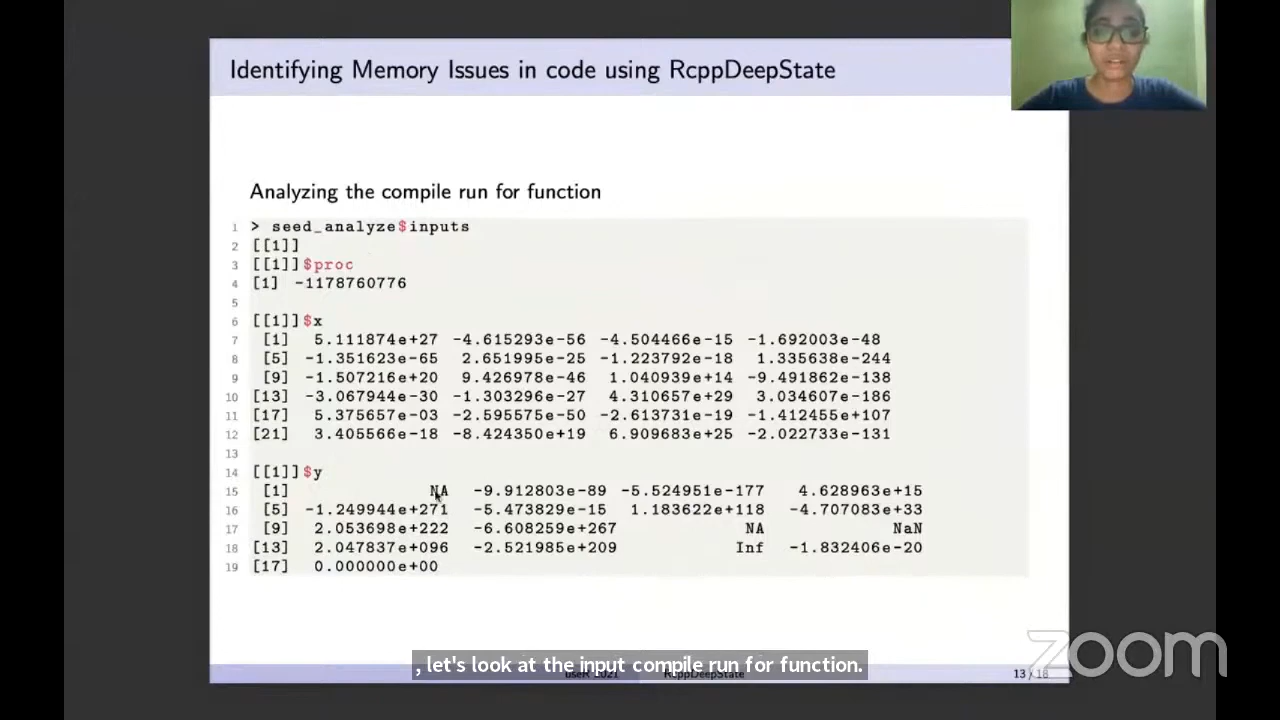 Identifying Memory Issues in code using RcppDeepState
Analyzing the compile run for function
1 > seed_analyze$inputs
2 [[1]]
3 [[1]]$proc
4 [1] -1178760776
5
6 [[1]]$x
7 [1] 5.111874e+27 -4.615293e-56 -4.504466e-15 -1.692003e-48
8 [5] -1.351623e-65 2.651995e-25 -1.223792e-18 1.335638e-244
9 [9] -1.507216e+20 9.426978e-46 1.040939e+14 -9.491862e-138
10 [13] -3.067944e-30 -1.303296e-27 4.310657e+29 3.034607e-186
11 [17] 5.375657e-03 -2.595575e-50 -2.613731e-19 -1.412455e+107
12 [21] 3.405566e-18 -8.424350e+19 6.909683e+25 -2.022733e-131
13
14 [[1]]$y
15 [1] NA -9.912803e-89 -5.524951e-177 4.628963e+15
16 [5] -1.249944e+271 -5.473829e-15 1.183622e+118 -4.707083e+33
17 [9] 2.053698e+222 -6.608259e+267 NA NaN
18 [13] 2.047837e+096 -2.521985e+209 Inf -1.832406e-20
19 [17] 0.000000e+00
, let's look at the input compile run for function.
useR 2021 RcppDeepState 13 / 18
zoom